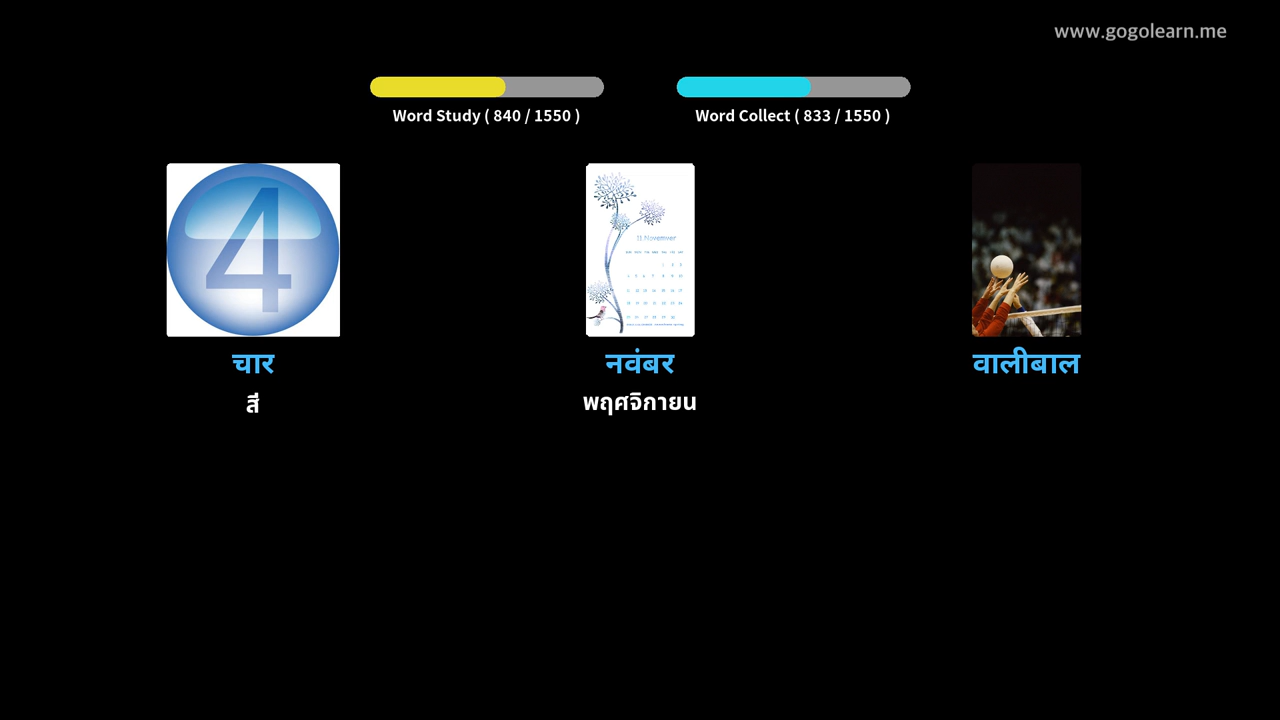 www.gogolearn.me
Word Study ( 840 / 1550 )
Word Collect ( 833 / 1550 )
4
चार
สี่
नवंबर
พฤศจิกายน
वालीबाल